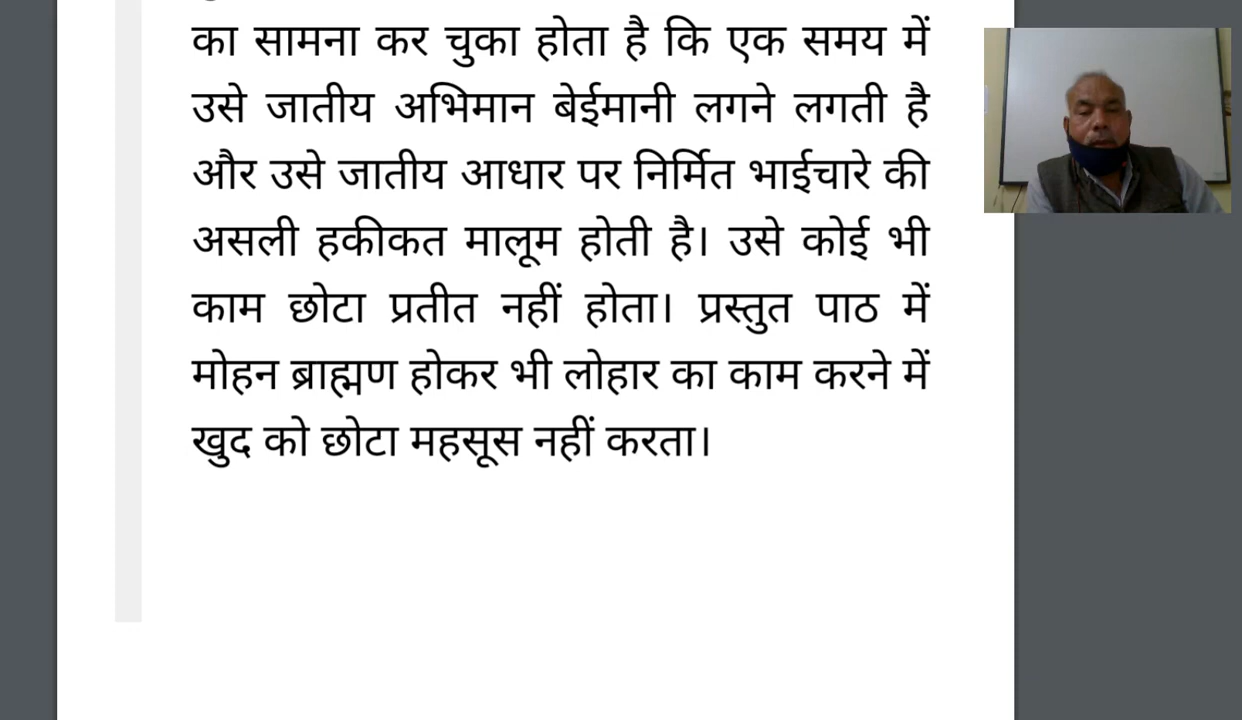 का सामना कर चुका होता है कि एक समय में
उसे जातीय अभिमान बेईमानी लगने लगती है
और उसे जातीय आधार पर निर्मित भाईचारे की
असली हकीकत मालूम होती है। उसे कोई भी
काम छोटा प्रतीत नहीं होता। प्रस्तुत पाठ में
मोहन ब्राह्मण होकर भी लोहार का काम करने में
खुद को छोटा महसूस नहीं करता।